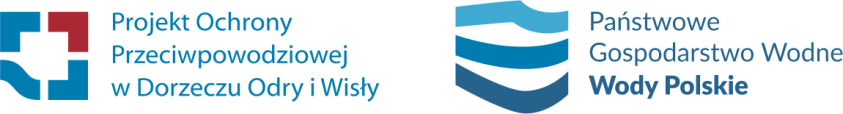 Projekt Ochrony
Przeciwpowodziowej
w Dorzeczu Odry i Wisły
Państwowe
Gospodarstwo Wodne
Wody Polskie